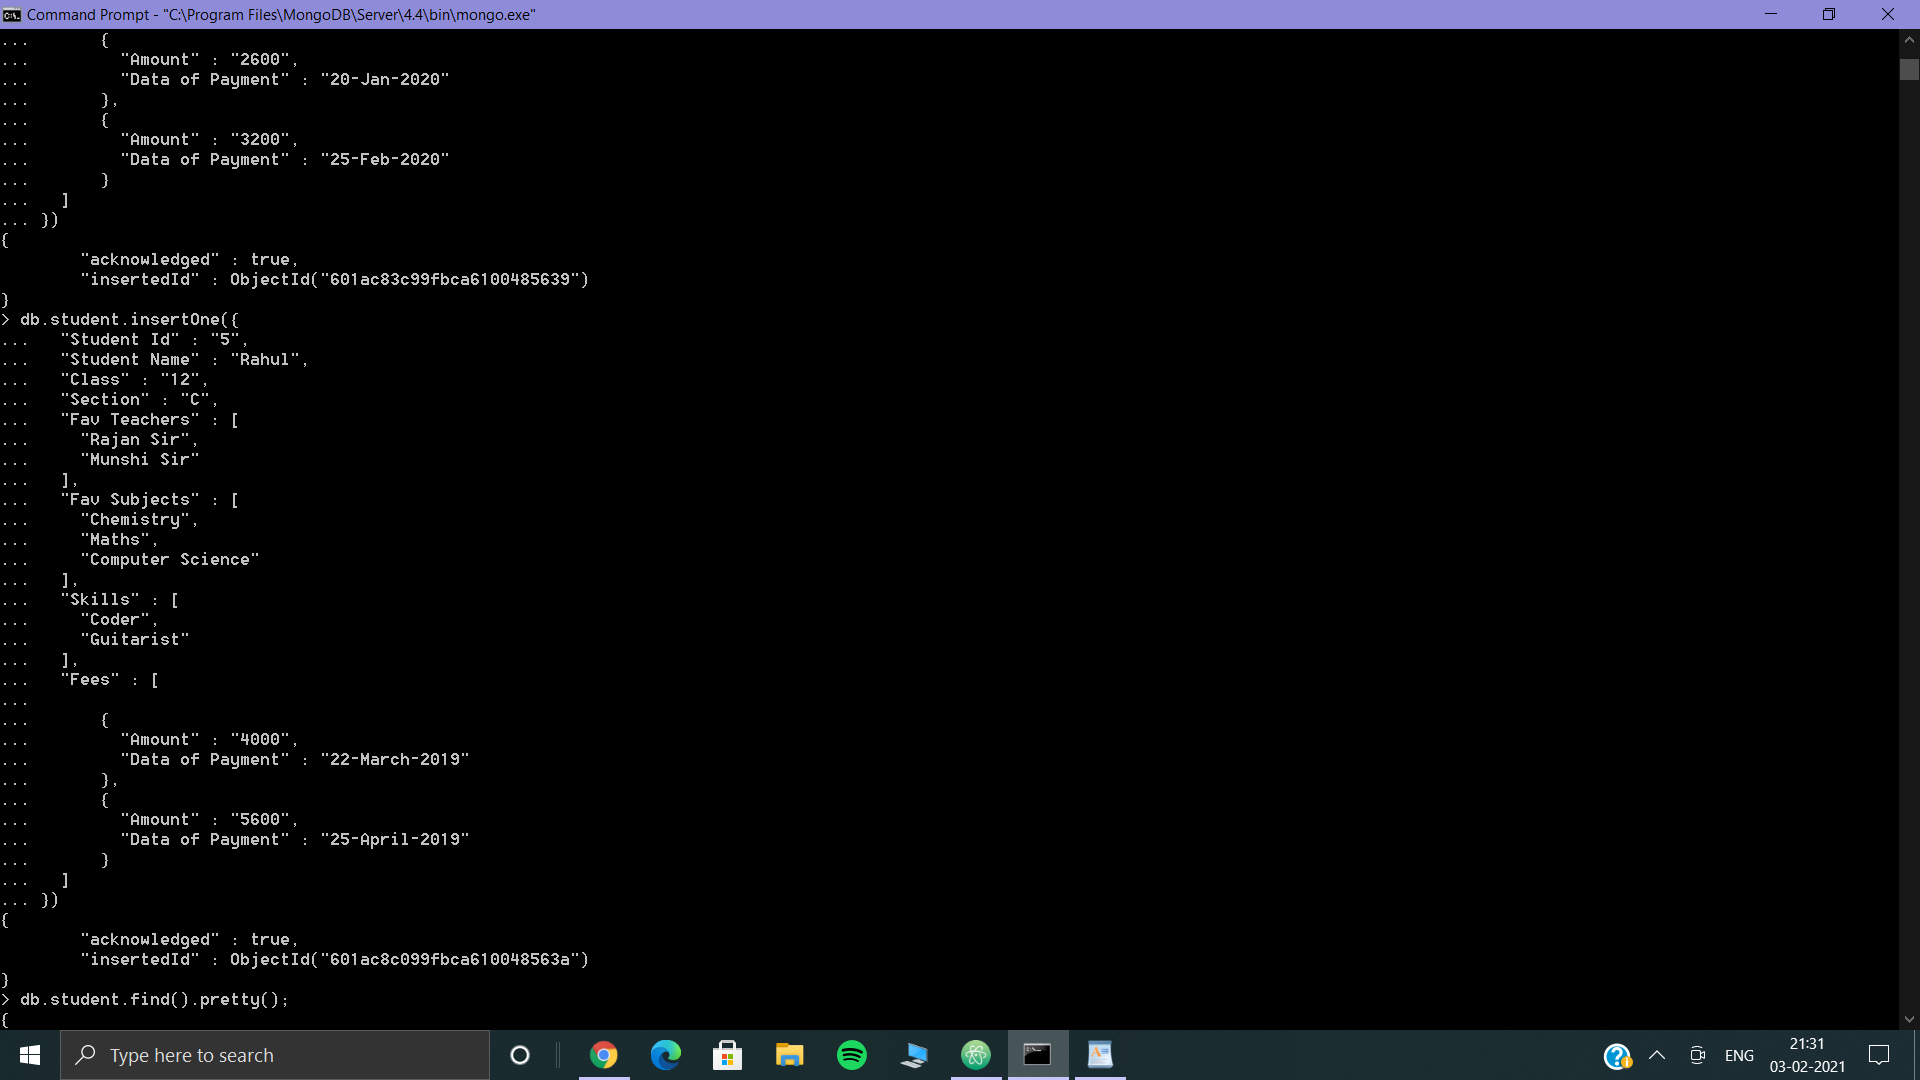 Command Prompt - "C:\Program Files\MongoDB\Server\4.4\bin\mongo.exe"
... {
... "Amount" : "2600",
... "Data of Payment" : "20-Jan-2020"
... },
... {
... "Amount" : "3200",
... "Data of Payment" : "25-Feb-2020"
... }
... ]
... })
{
"acknowledged" : true,
"insertedId" : ObjectId("601ac83c99fbca6100485639")
}
> db.student.insertOne({
... "Student Id" : "5",
... "Student Name" : "Rahul",
... "Class" : "12",
... "Section" : "C",
... "Fav Teachers" : [
... "Rajan Sir",
... "Munshi Sir"
... ],
... "Fav Subjects" : [
... "Chemistry",
... "Maths",
... "Computer Science"
... ],
... "Skills" : [
... "Coder",
... "Guitarist"
... ],
... "Fees" : [
...
... {
... "Amount" : "4000",
... "Data of Payment" : "22-March-2019"
... },
... {
... "Amount" : "5600",
... "Data of Payment" : "25-April-2019"
... }
... ]
... })
{
"acknowledged" : true,
"insertedId" : ObjectId("601ac8c099fbca610048563a")
}
> db.student.find().pretty();
{
Type here to search
ENG
21:31
03-02-2021